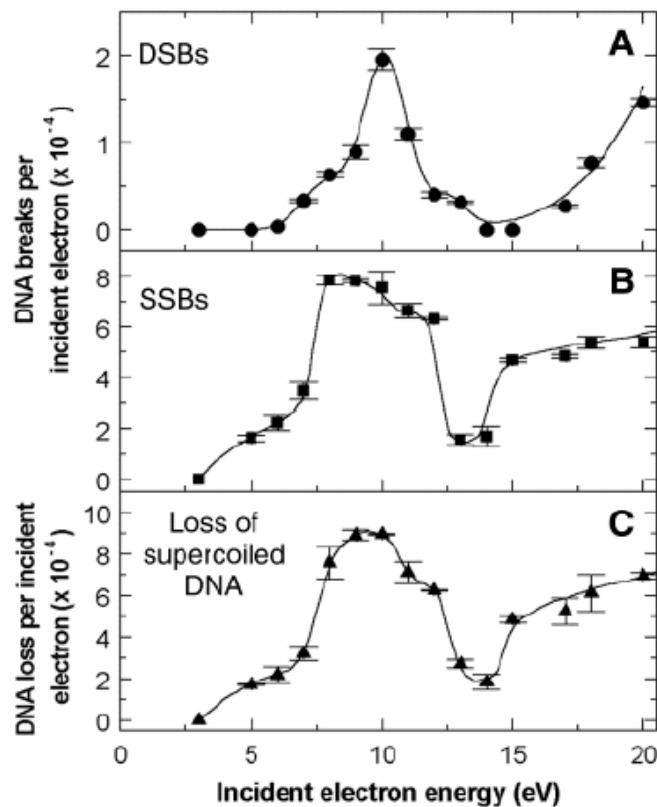 A
DSBs
2
1
0
DNA breaks per
incident electron (x 10⁻⁴)
B
SSBs
8
6
4
2
0
C
Loss of
supercoiled
DNA
10
8
6
4
2
0
DNA loss per incident
electron (x 10⁻⁴)
0 5 10 15 20
Incident electron energy (eV)